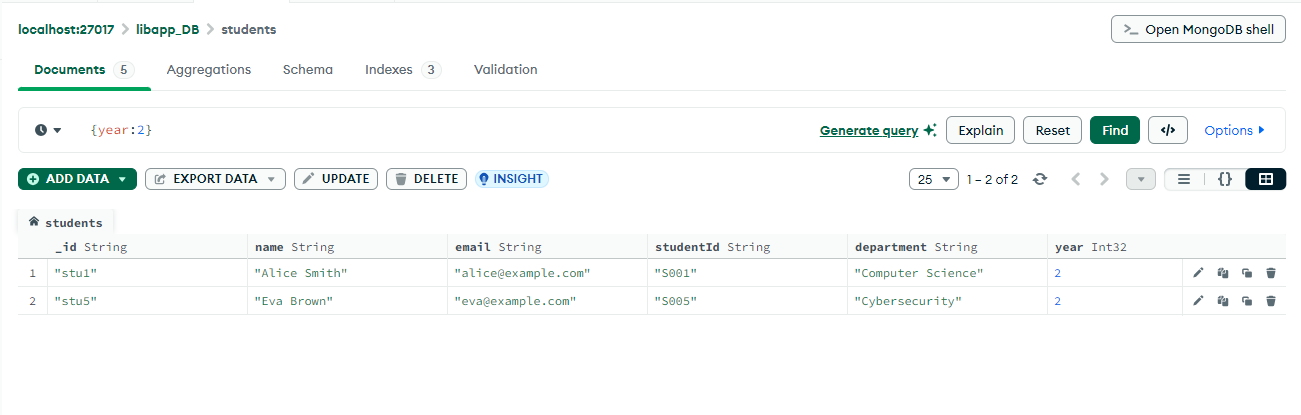 localhost:27017 > libapp_DB > students
>_ Open MongoDB shell
Documents 5 Aggregations Schema Indexes 3 Validation
{year:2}
Generate query Explain Reset Find </> Options
ADD DATA EXPORT DATA UPDATE DELETE INSIGHT
25 1 – 2 of 2 {}
students
_id String name String email String studentId String department String year Int32
1 "stu1" "Alice Smith" "alice@example.com" "S001" "Computer Science" 2
2 "stu5" "Eva Brown" "eva@example.com" "S005" "Cybersecurity" 2